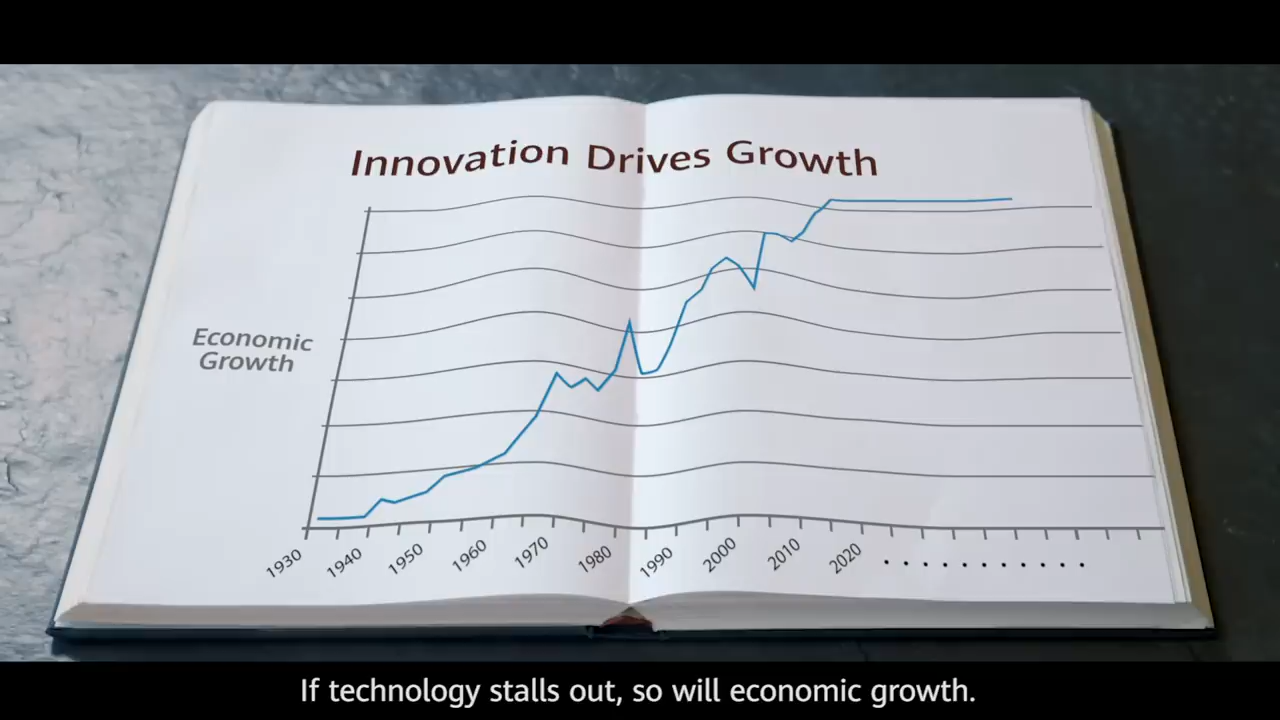 Innovation Drives Growth
Economic
Growth
1930 1940 1950 1960 1970 1980 1990 2000 2010 2020 . . . . . . . . . . .
If technology stalls out, so will economic growth.